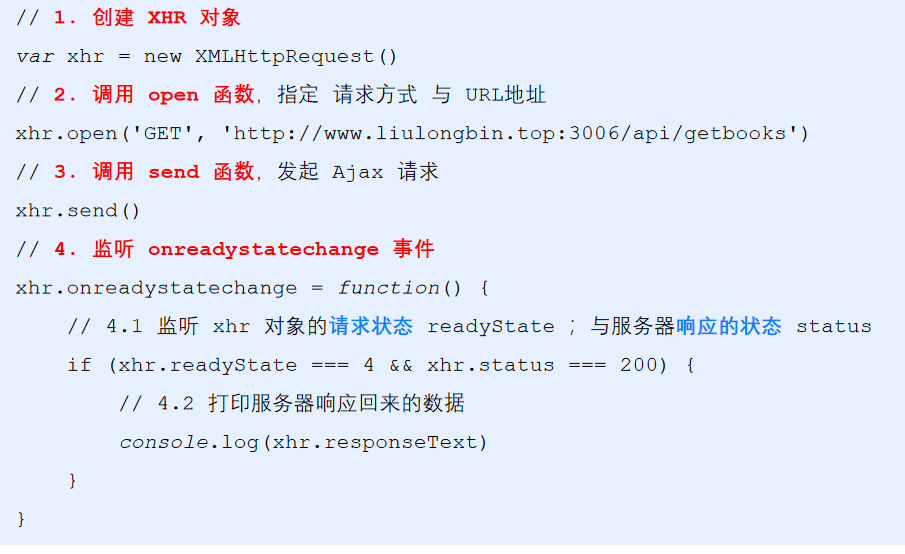 // 1. 创建 XHR 对象
var xhr = new XMLHttpRequest()
// 2. 调用 open 函数，指定 请求方式 与 URL地址
xhr.open('GET', 'http://www.liulongbin.top:3006/api/getbooks')
// 3. 调用 send 函数，发起 Ajax 请求
xhr.send()
// 4. 监听 onreadystatechange 事件
xhr.onreadystatechange = function() {
    // 4.1 监听 xhr 对象的请求状态 readyState ；与服务器响应的状态 status
    if (xhr.readyState === 4 && xhr.status === 200) {
        // 4.2 打印服务器响应回来的数据
        console.log(xhr.responseText)
    }
}